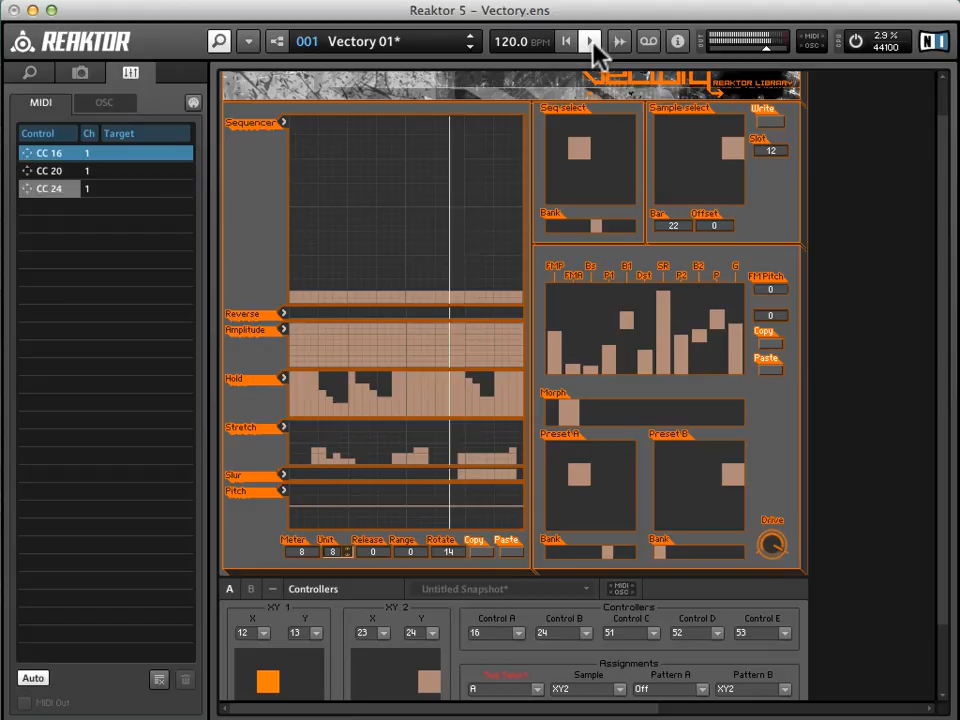 Reaktor 5 - Vectory.ens
REAKTOR
001 Vectory 01*
120.0 BPM
OUT
MIDI
OSC
2.9 %
44100
NI
MIDI
OSC
Control Ch Target
CC 16 1
CC 20 1
CC 24 1
Auto
MIDI Out
REAKTOR LIBRARY
Sequencer
Reverse
Amplitude
Hold
Stretch
Slur
Pitch
Meter Unit Release Range Rotate Copy Paste
8 8 0 0 14
Seq select
Bank
Sample select
Bar Offset
22 0
Write
Slot
12
FMP Bs B1 SR B2 G
FMA P1 Dst P2 P
FM Pitch
0
0
Copy
Paste
Morph
Preset A Preset B
Bank Bank
Drive
A B Controllers
Untitled Snapshot*
MIDI
OSC
XY 1
X Y
12 13
XY 2
X Y
23 24
Controllers
Control A Control B Control C Control D Control E
16 24 51 52 53
Assignments
Sample Pattern A Pattern B
A XY2 Off XY2